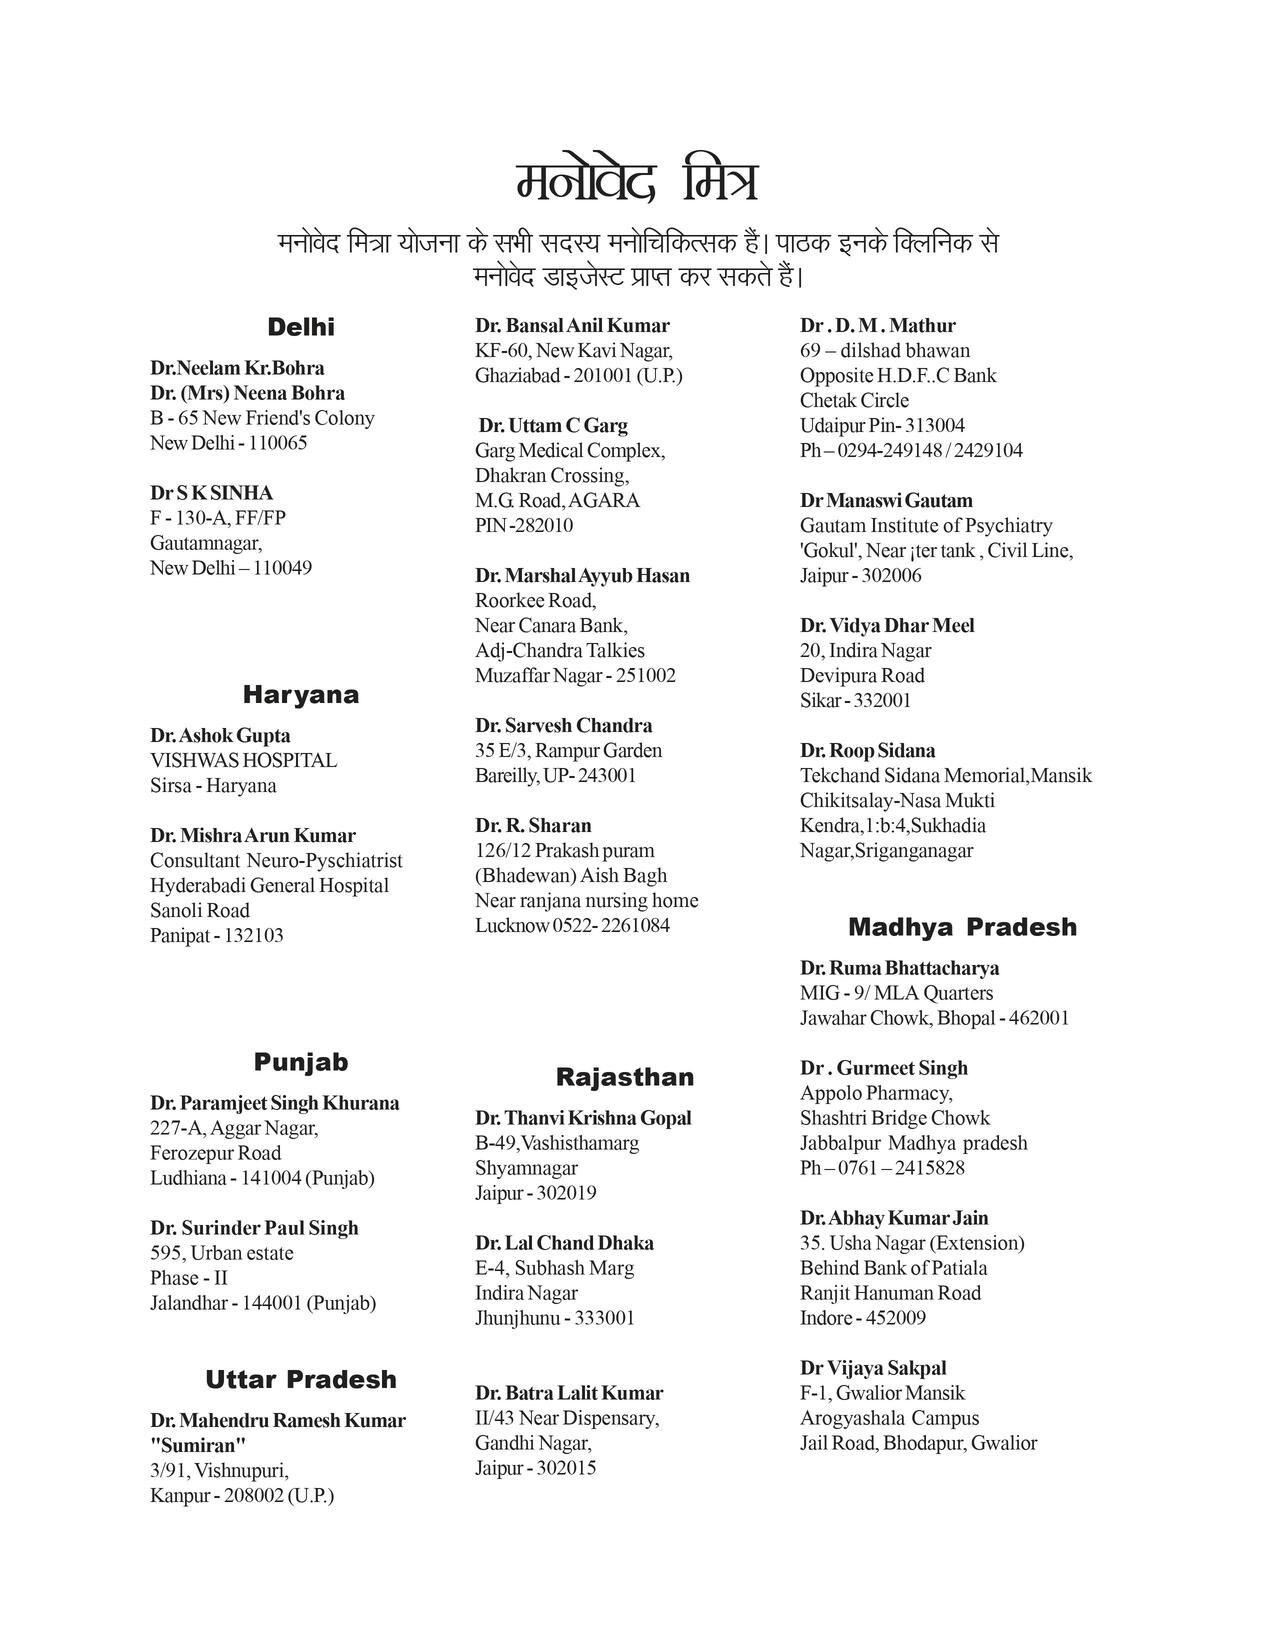 मनोवेद मित्र
मनोवेद मित्रा योजना के सभी सदस्य मनोचिकित्सक हैं। पाठक इनके क्लिनिक से
मनोवेद डाइजेस्ट प्राप्त कर सकते हैं।
Delhi
Dr.Neelam Kr.Bohra
Dr. (Mrs) Neena Bohra
B - 65 New Friend's Colony
New Delhi - 110065
Dr S K SINHA
F - 130-A, FF/FP
Gautamnagar,
New Delhi – 110049
Haryana
Dr. Ashok Gupta
VISHWAS HOSPITAL
Sirsa - Haryana
Dr. Mishra Arun Kumar
Consultant Neuro-Pyschiatrist
Hyderabadi General Hospital
Sanoli Road
Panipat - 132103
Punjab
Dr. Paramjeet Singh Khurana
227-A, Aggar Nagar,
Ferozepur Road
Ludhiana - 141004 (Punjab)
Dr. Surinder Paul Singh
595, Urban estate
Phase - II
Jalandhar - 144001 (Punjab)
Uttar Pradesh
Dr. Mahendru Ramesh Kumar
"Sumiran"
3/91, Vishnupuri,
Kanpur - 208002 (U.P.)
Dr. Bansal Anil Kumar
KF-60, New Kavi Nagar,
Ghaziabad - 201001 (U.P.)
Dr. Uttam C Garg
Garg Medical Complex,
Dhakran Crossing,
M.G. Road, AGARA
PIN -282010
Dr. Marshal Ayyub Hasan
Roorkee Road,
Near Canara Bank,
Adj-Chandra Talkies
Muzaffar Nagar - 251002
Dr. Sarvesh Chandra
35 E/3, Rampur Garden
Bareilly, UP- 243001
Dr. R. Sharan
126/12 Prakash puram
(Bhadewan) Aish Bagh
Near ranjana nursing home
Lucknow 0522- 2261084
Rajasthan
Dr. Thanvi Krishna Gopal
B-49,Vashisthamarg
Shyamnagar
Jaipur - 302019
Dr. Lal Chand Dhaka
E-4, Subhash Marg
Indira Nagar
Jhunjhunu - 333001
Dr. Batra Lalit Kumar
II/43 Near Dispensary,
Gandhi Nagar,
Jaipur - 302015
Dr . D. M . Mathur
69 – dilshad bhawan
Opposite H.D.F..C Bank
Chetak Circle
Udaipur Pin- 313004
Ph – 0294-249148 / 2429104
Dr Manaswi Gautam
Gautam Institute of Psychiatry
'Gokul', Near ¡ter tank , Civil Line,
Jaipur - 302006
Dr. Vidya Dhar Meel
20, Indira Nagar
Devipura Road
Sikar - 332001
Dr. Roop Sidana
Tekchand Sidana Memorial,Mansik
Chikitsalay-Nasa Mukti
Kendra,1:b:4,Sukhadia
Nagar,Sriganganagar
Madhya Pradesh
Dr. Ruma Bhattacharya
MIG - 9/ MLA Quarters
Jawahar Chowk, Bhopal - 462001
Dr . Gurmeet Singh
Appolo Pharmacy,
Shashtri Bridge Chowk
Jabbalpur Madhya pradesh
Ph – 0761 – 2415828
Dr. Abhay Kumar Jain
35. Usha Nagar (Extension)
Behind Bank of Patiala
Ranjit Hanuman Road
Indore - 452009
Dr Vijaya Sakpal
F-1, Gwalior Mansik
Arogyashala Campus
Jail Road, Bhodapur, Gwalior